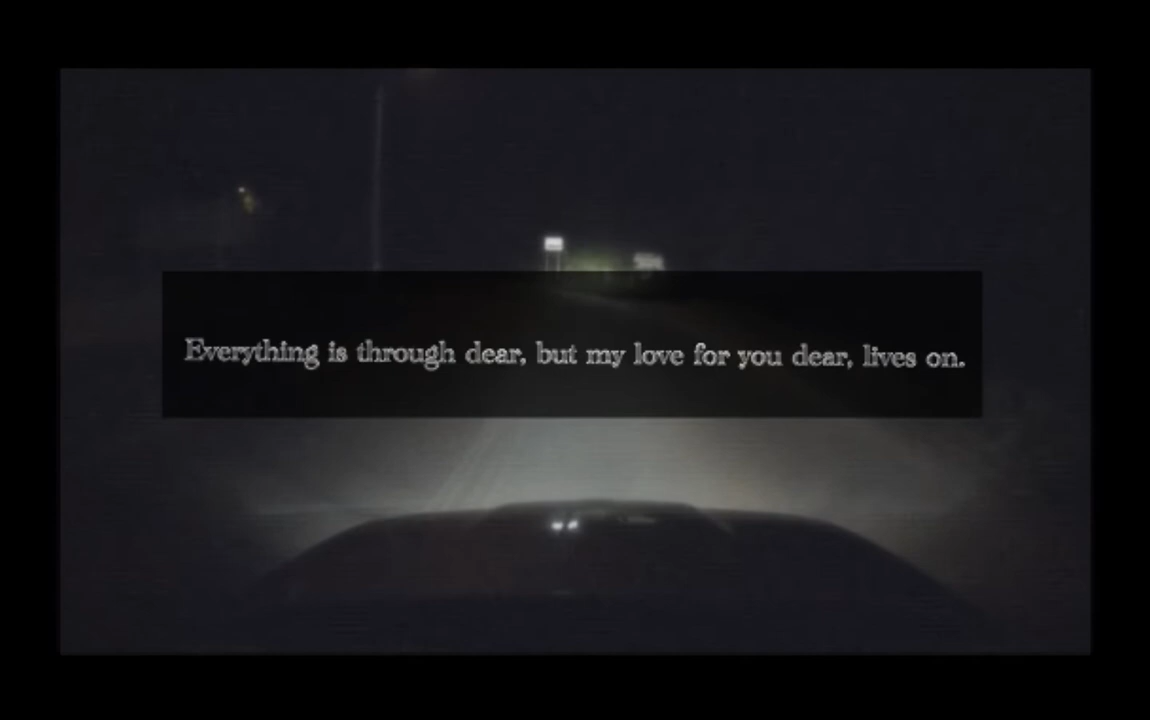 Everything is through dear, but my love for you dear, lives on.